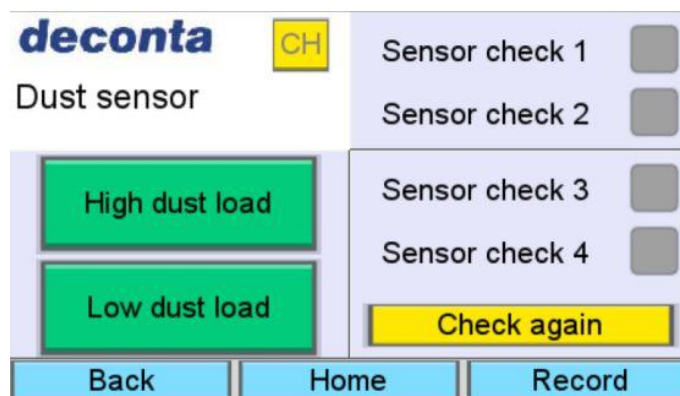 deconta
CH
Dust sensor
High dust load
Low dust load
Sensor check 1
Sensor check 2
Sensor check 3
Sensor check 4
Check again
Back
Home
Record